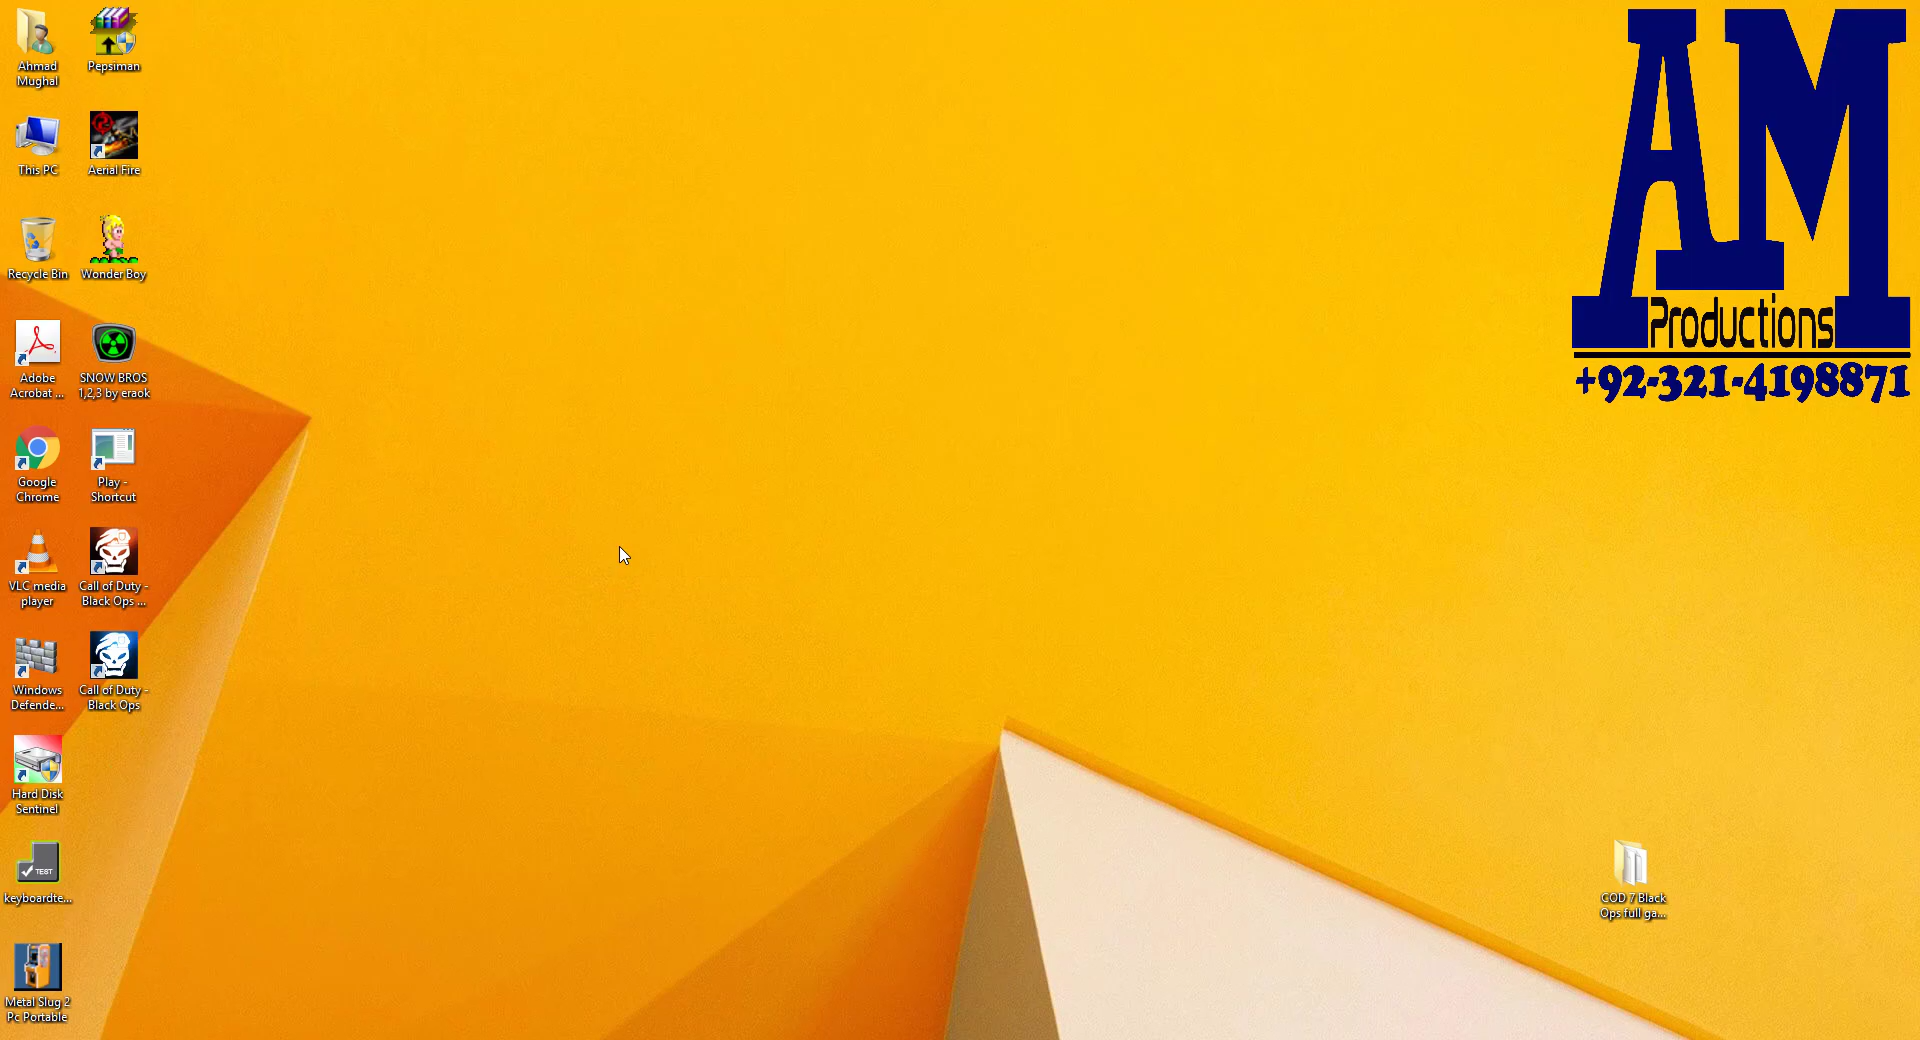 Ahmad
Mughal
Pepsiman
This PC
Aerial Fire
Recycle Bin
Wonder Boy
Adobe
Acrobat ...
SNOW BROS
1,2,3 by eraok
Google
Chrome
Play -
Shortcut
VLC media
player
Call of Duty -
Black Ops ...
Windows
Defende...
Call of Duty -
Black Ops
Hard Disk
Sentinel
TEST
keyboardte...
Metal Slug 2
Pc Portable
AM
Productions
+92-321-4198871
COD 7 Black
Ops full ga...